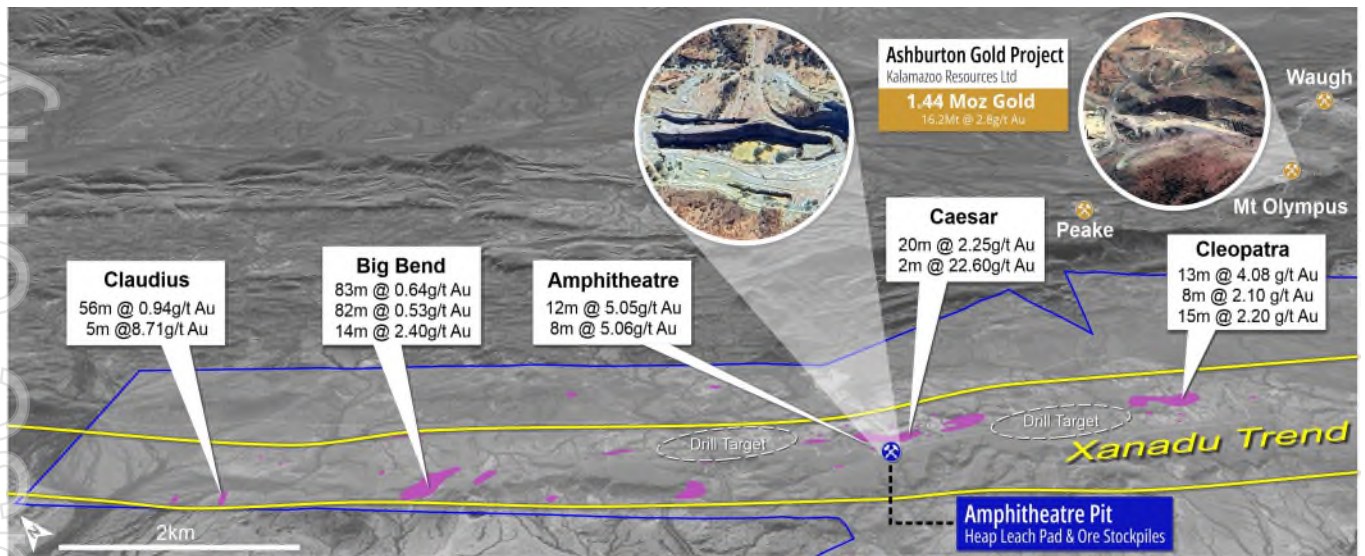 Ashburton Gold Project
Kalamazoo Resources Ltd
1.44 Moz Gold
16.2Mt @ 2.8g/t Au
Waugh
Mt Olympus
Peake
Claudius
56m @ 0.94g/t Au
5m @8.71g/t Au
Big Bend
83m @ 0.64g/t Au
82m @ 0.53g/t Au
14m @ 2.40g/t Au
Amphitheatre
12m @ 5.05g/t Au
8m @ 5.06g/t Au
Caesar
20m @ 2.25g/t Au
2m @ 22.60g/t Au
Cleopatra
13m @ 4.08 g/t Au
8m @ 2.10 g/t Au
15m @ 2.20 g/t Au
Drill Target
Drill Target
Xanadu Trend
Amphitheatre Pit
Heap Leach Pad & Ore Stockpiles
N
2km